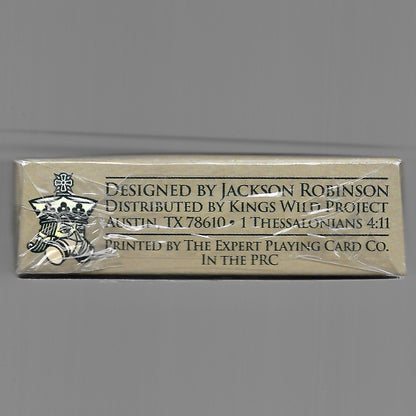 Designed by Jackson Robinson
Distributed by Kings Wild Project
Austin, TX 78610 • 1 Thessalonians 4:11
Printed by The Expert Playing Card Co.
In the PRC